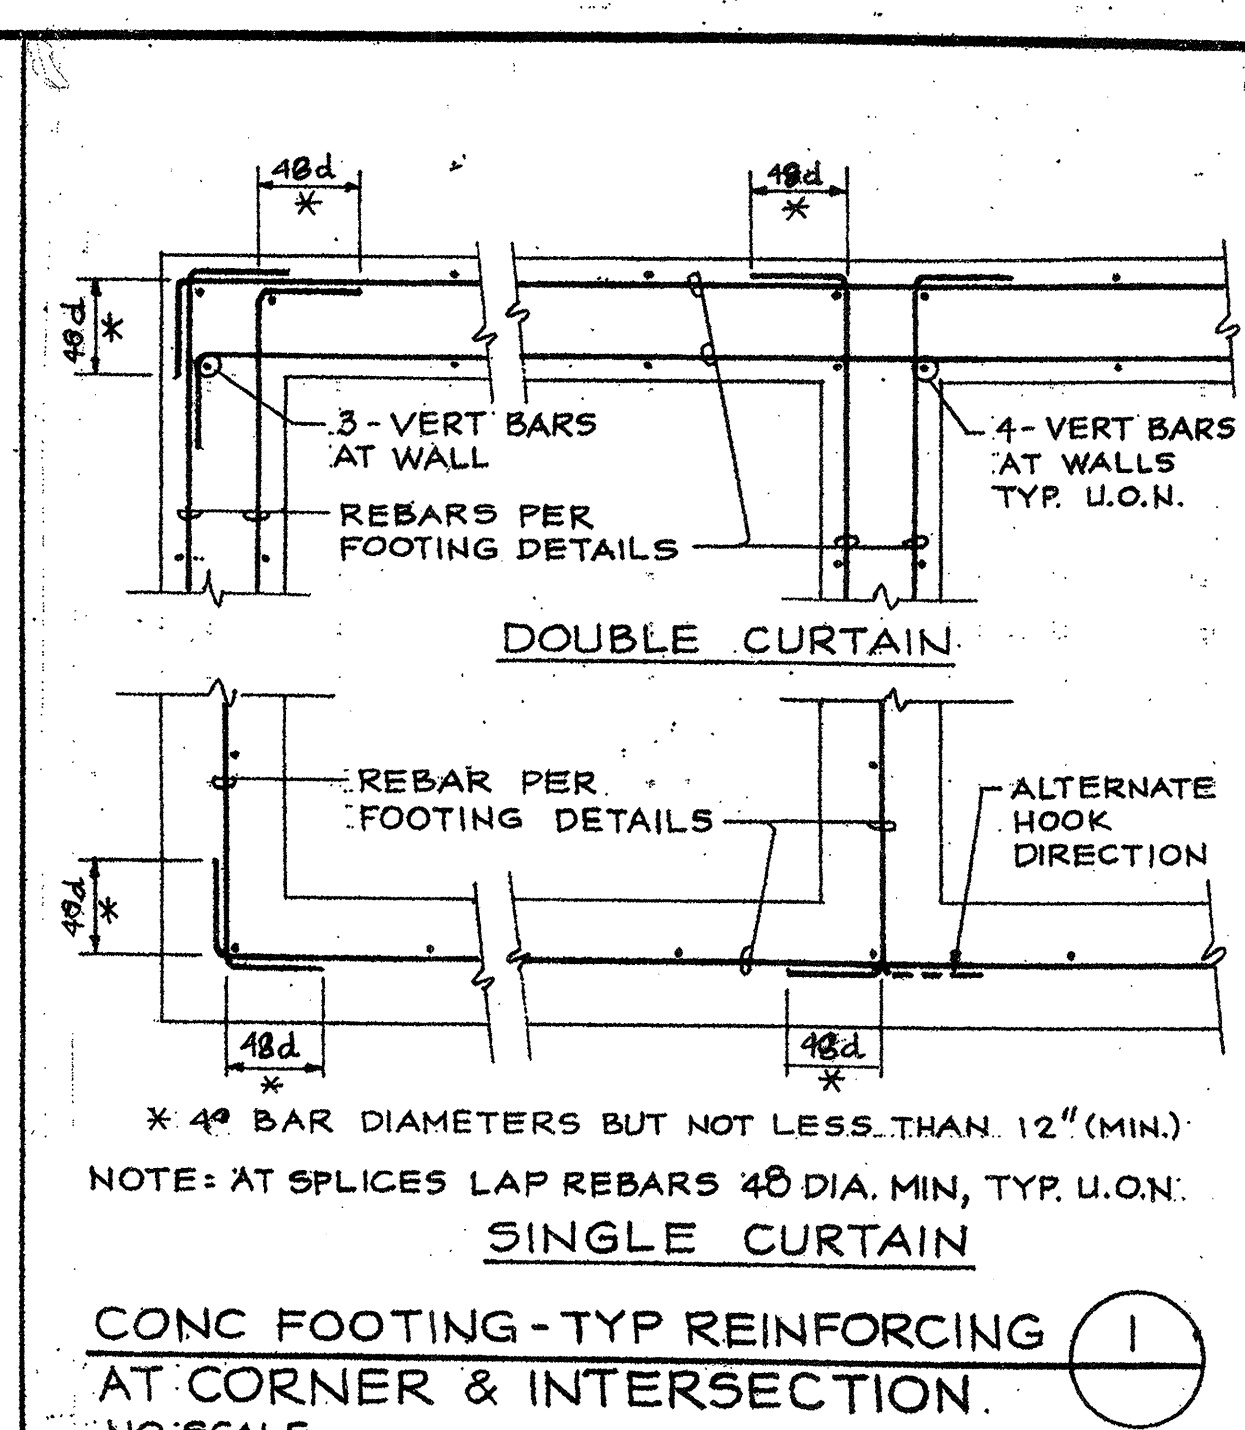 48d
*
48d
*
48d
*
3-VERT BARS
AT WALL
4-VERT BARS
AT WALLS
TYP. U.O.N.
REBARS PER
FOOTING DETAILS
DOUBLE CURTAIN
REBAR PER
FOOTING DETAILS
ALTERNATE
HOOK
DIRECTION
48d
*
48d
*
48d
*
* BAR DIAMETERS BUT NOT LESS THAN 12" (MIN.)
NOTE: AT SPLICES LAP REBARS 48 DIA. MIN, TYP. U.O.N.
SINGLE CURTAIN
CONC FOOTING-TYP REINFORCING
AT CORNER & INTERSECTION.
1
NO SCALE